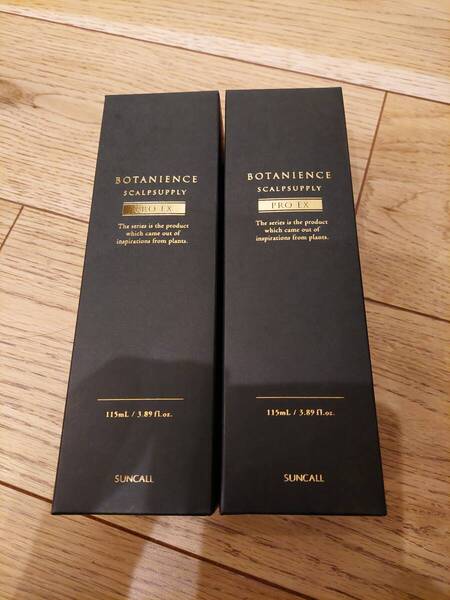 BOTANIENCE
SCALPSUPPLY
PRO EX
The series is the product
which came out of
inspirations from plants.
115mL / 3.89 fl.oz.
SUNCALL
BOTANIENCE
SCALPSUPPLY
PRO EX
The series is the product
which came out of
inspirations from plants.
115mL / 3.89 fl.oz.
SUNCALL